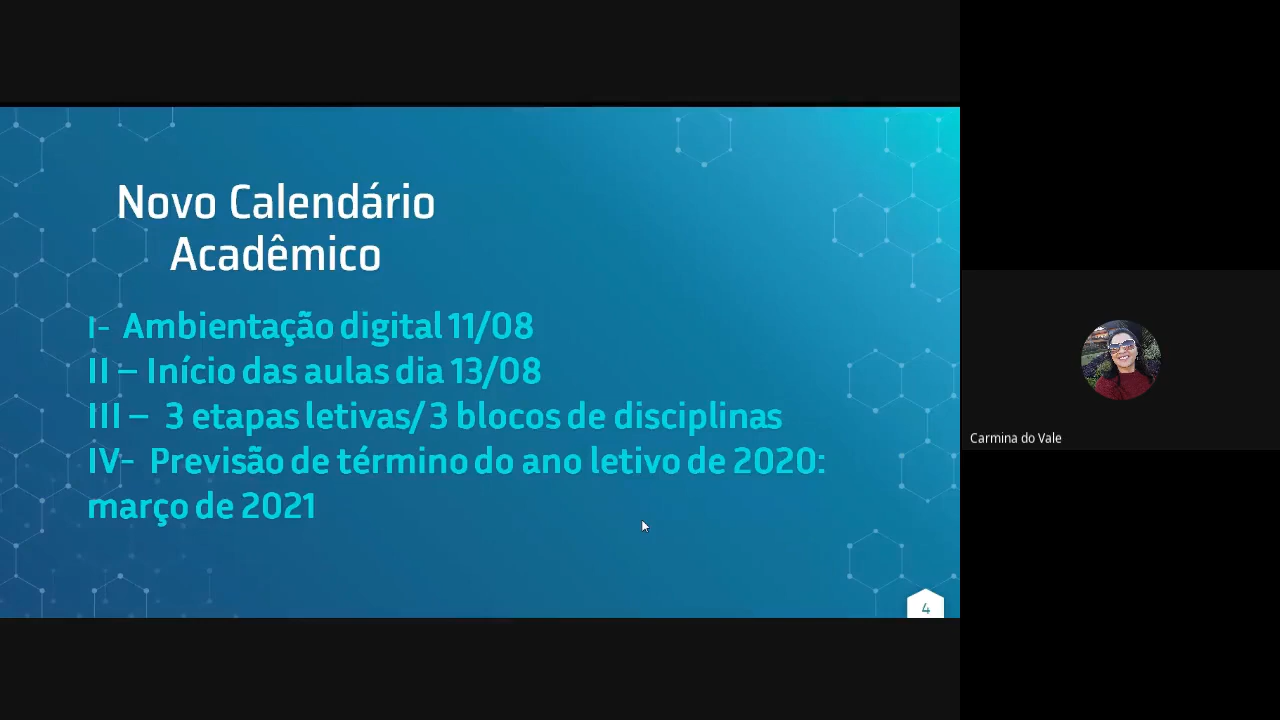 Novo Calendário
Acadêmico
I- Ambientação digital 11/08
II – Início das aulas dia 13/08
III – 3 etapas letivas/ 3 blocos de disciplinas
IV- Previsão de término do ano letivo de 2020:
março de 2021
4
Carmina do Vale